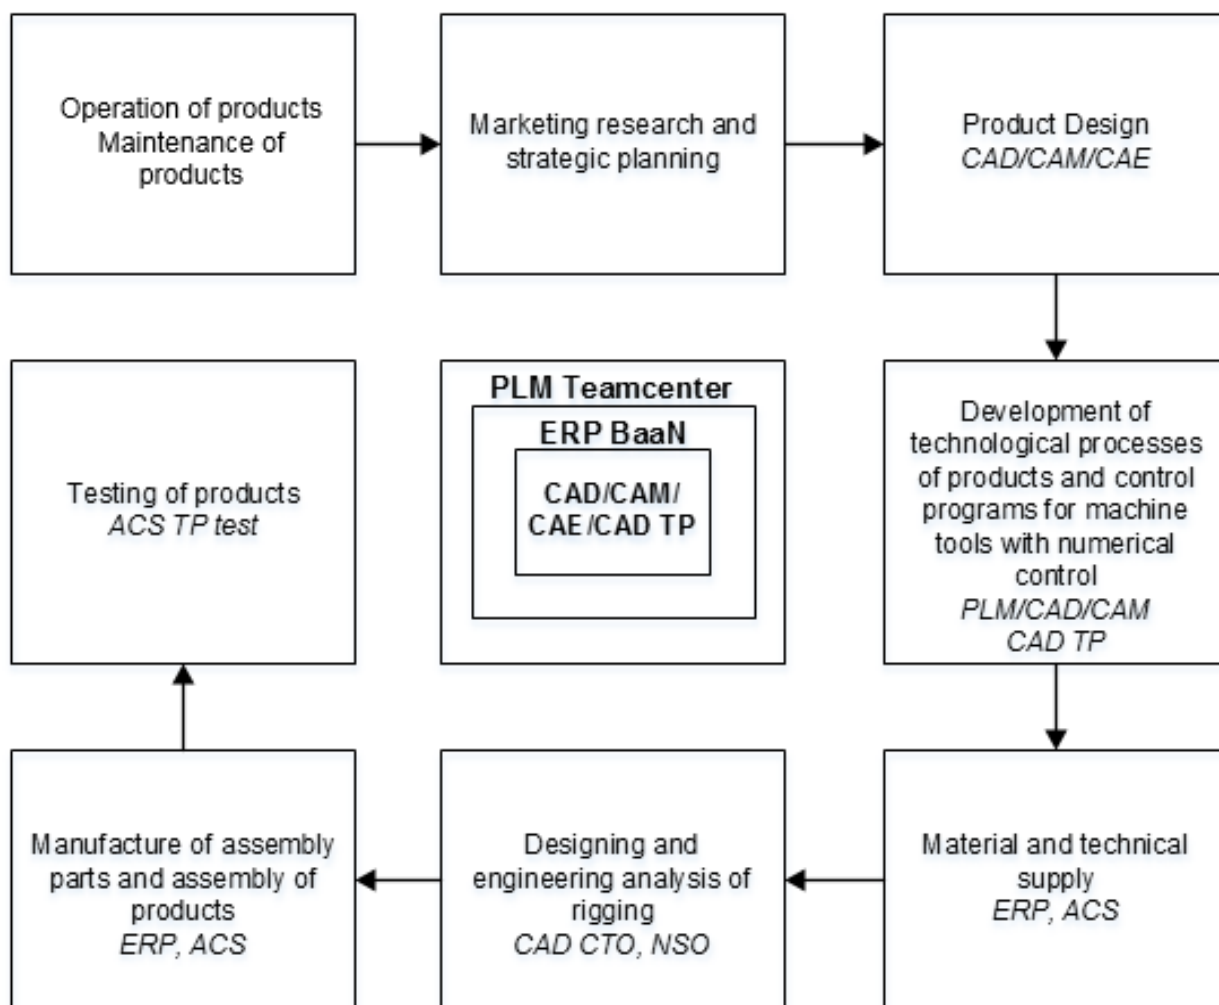 Operation of products
Maintenance of
products
Marketing research and
strategic planning
Product Design
CAD/CAM/CAE
Testing of products
ACS TP test
PLM Teamcenter
ERP BaaN
CAD/CAM/
CAE/CAD TP
Development of
technological processes
of products and control
programs for machine
tools with numerical
control
PLM/CAD/CAM
CAD TP
Manufacture of assembly
parts and assembly of
products
ERP, ACS
Designing and
engineering analysis of
rigging
CAD CTO, NSO
Material and technical
supply
ERP, ACS